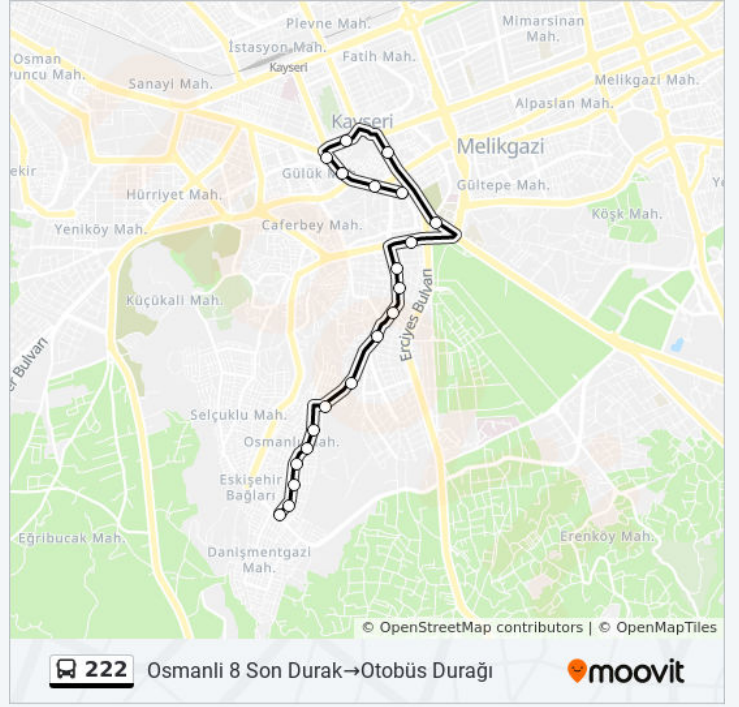 Plevne Mah.
Mimarsinan
Mah.
İstasyon Mah.
Osman
yuncu Mah.
Fatih Mah.
Kayseri
Sanayi Mah.
Melikgazi Mah.
Alpaslan Mah.
Kayseri
Melikgazi
ekir
Gülük
Gültepe Mah.
Hürriyet Mah.
Köşk Mah.
Caferbey Mah.
Yeniköy Mah.
Küçükali Mah.
Erciyes Bulvarı
er Bulvarı
Selçuklu Mah.
Osmanlı Mah.
Eskişehir
Bağları
Eğribucak Mah.
Erenköy Mah.
Danişmentgazi
Mah.
© OpenStreetMap contributors | © OpenMapTiles
222 Osmanli 8 Son Durak→Otobüs Durağı moovit